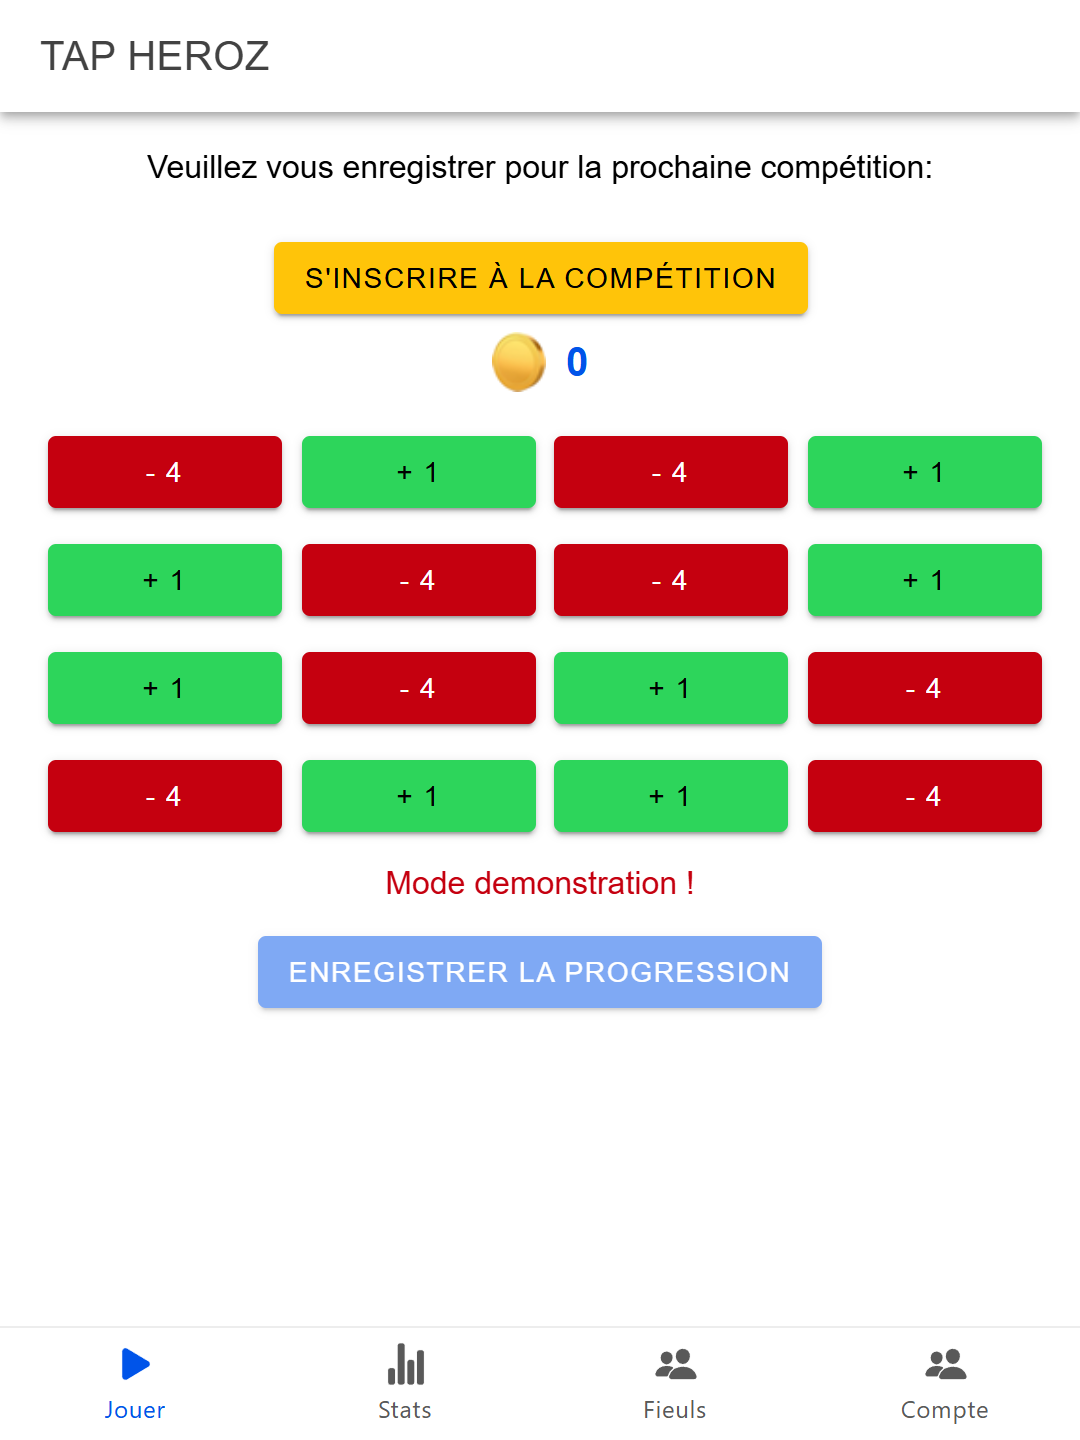 TAP HEROZ
Veuillez vous enregistrer pour la prochaine compétition:
S'INSCRIRE À LA COMPÉTITION
0
- 4 + 1 - 4 + 1
+ 1 - 4 - 4 + 1
+ 1 - 4 + 1 - 4
- 4 + 1 + 1 - 4
Mode demonstration !
ENREGISTRER LA PROGRESSION
Jouer Stats Fieuls Compte